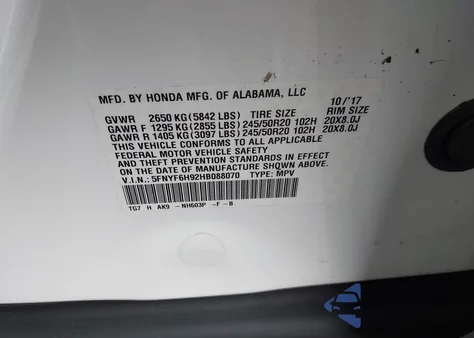 MFD. BY HONDA MFG. OF ALABAMA, LLC 10/'17
GVWR 2650 KG (5842 LBS) TIRE SIZE RIM SIZE
GAWR F 1295 KG (2855 LBS) 245/50R20 102H 20X8.0J
GAWR R 1405 KG (3097 LBS) 245/50R20 102H 20X8.0J
THIS VEHICLE CONFORMS TO ALL APPLICABLE
FEDERAL MOTOR VEHICLE SAFETY
AND THEFT PREVENTION STANDARDS IN EFFECT
ON THE DATE OF MANUFACTURE SHOWN ABOVE.
V.I.N.: 5FNYF6H92HB088070 TYPE: MPV
TG7 H AK9 -NH603P -F -B